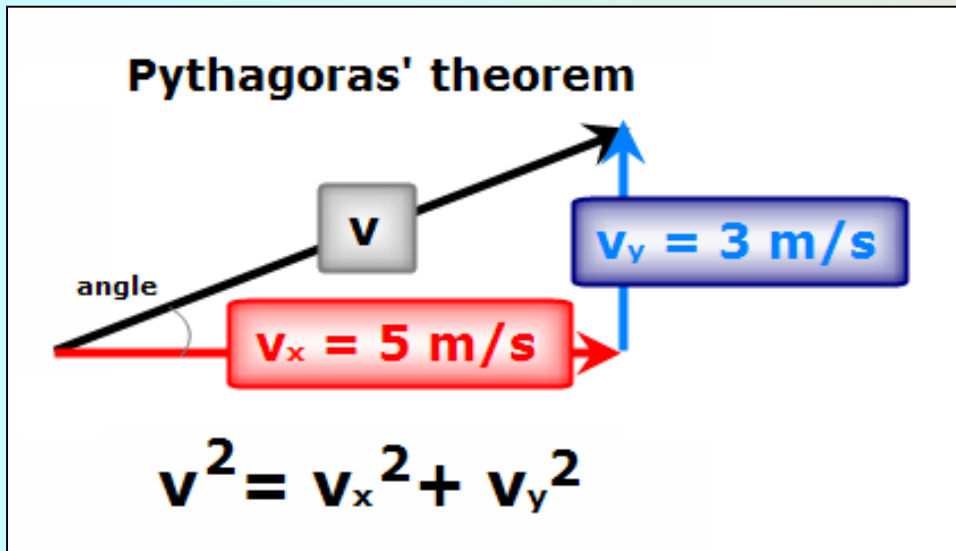 Pythagoras' theorem
v
vy = 3 m/s
angle
vx = 5 m/s
v²= vx²+ vy²